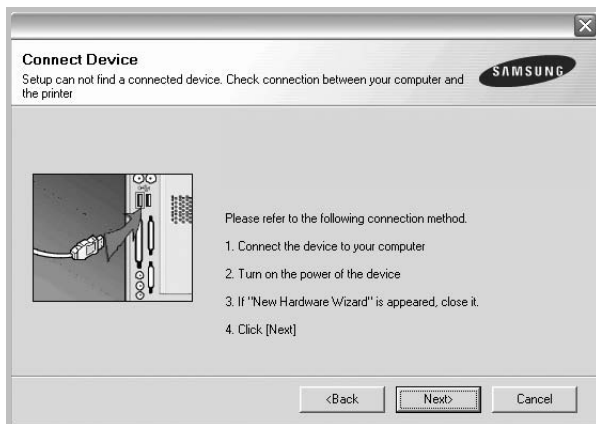 Connect Device
Setup can not find a connected device. Check connection between your computer and
the printer
SAMSUNG
Please refer to the following connection method.
1. Connect the device to your computer
2. Turn on the power of the device
3. If "New Hardware Wizard" is appeared, close it.
4. Click [Next]
<Back
Next>
Cancel